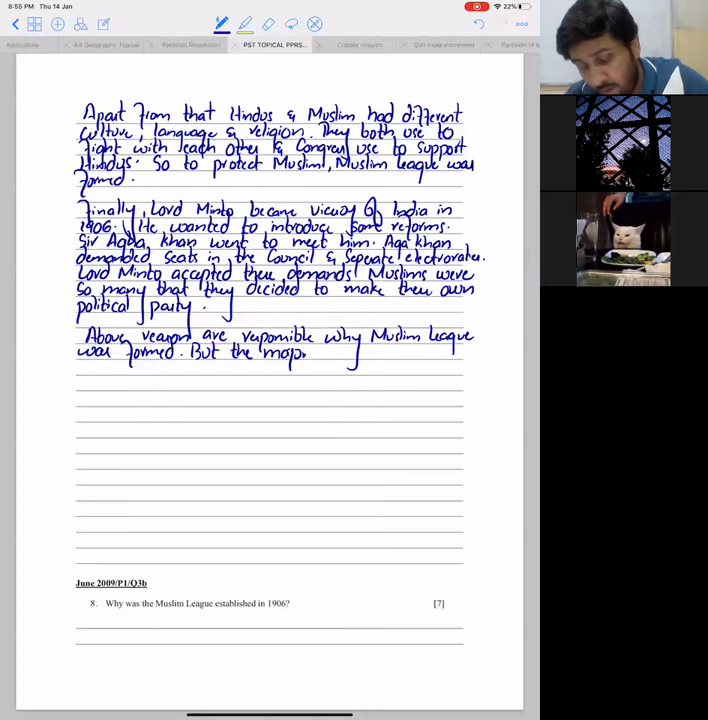 8:55 PM Thu 14 Jan
22%
Agriculture
A4 Geography Topical
Pakistan Resolution
PST TOPICAL PPRS...
Cripps mission
Quit India movement
Partition of b
Apart from that Hindus & Muslim had different
culture, language & religion. They both use to
fight with each other & Congress use to support
Hindus. So to protect Muslims, Muslim league was
formed.
Finally, Lord Minto became viceroy of India in
1906. He wanted to introduce some reforms.
Sir Agha khan went to meet him. Aga khan
demanded seats in the Council & Seperate electorates.
Lord Minto accepted these demands! Muslims were
So many that they decided to make their own
political party.
Above reason are responsible why Muslim League
was formed. But the major
June 2009/P1/Q3b
8. Why was the Muslim League established in 1906? [7]